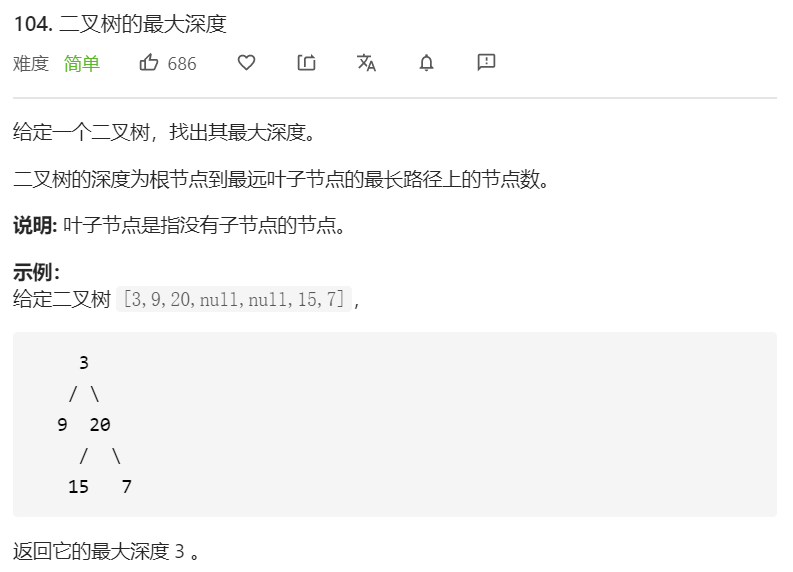 104. 二叉树的最大深度
难度 简单 686
给定一个二叉树，找出其最大深度。
二叉树的深度为根节点到最远叶子节点的最长路径上的节点数。
说明: 叶子节点是指没有子节点的节点。
示例：
给定二叉树 [3,9,20,null,null,15,7]，
3
/ \
9 20
/ \
15 7
返回它的最大深度 3 。